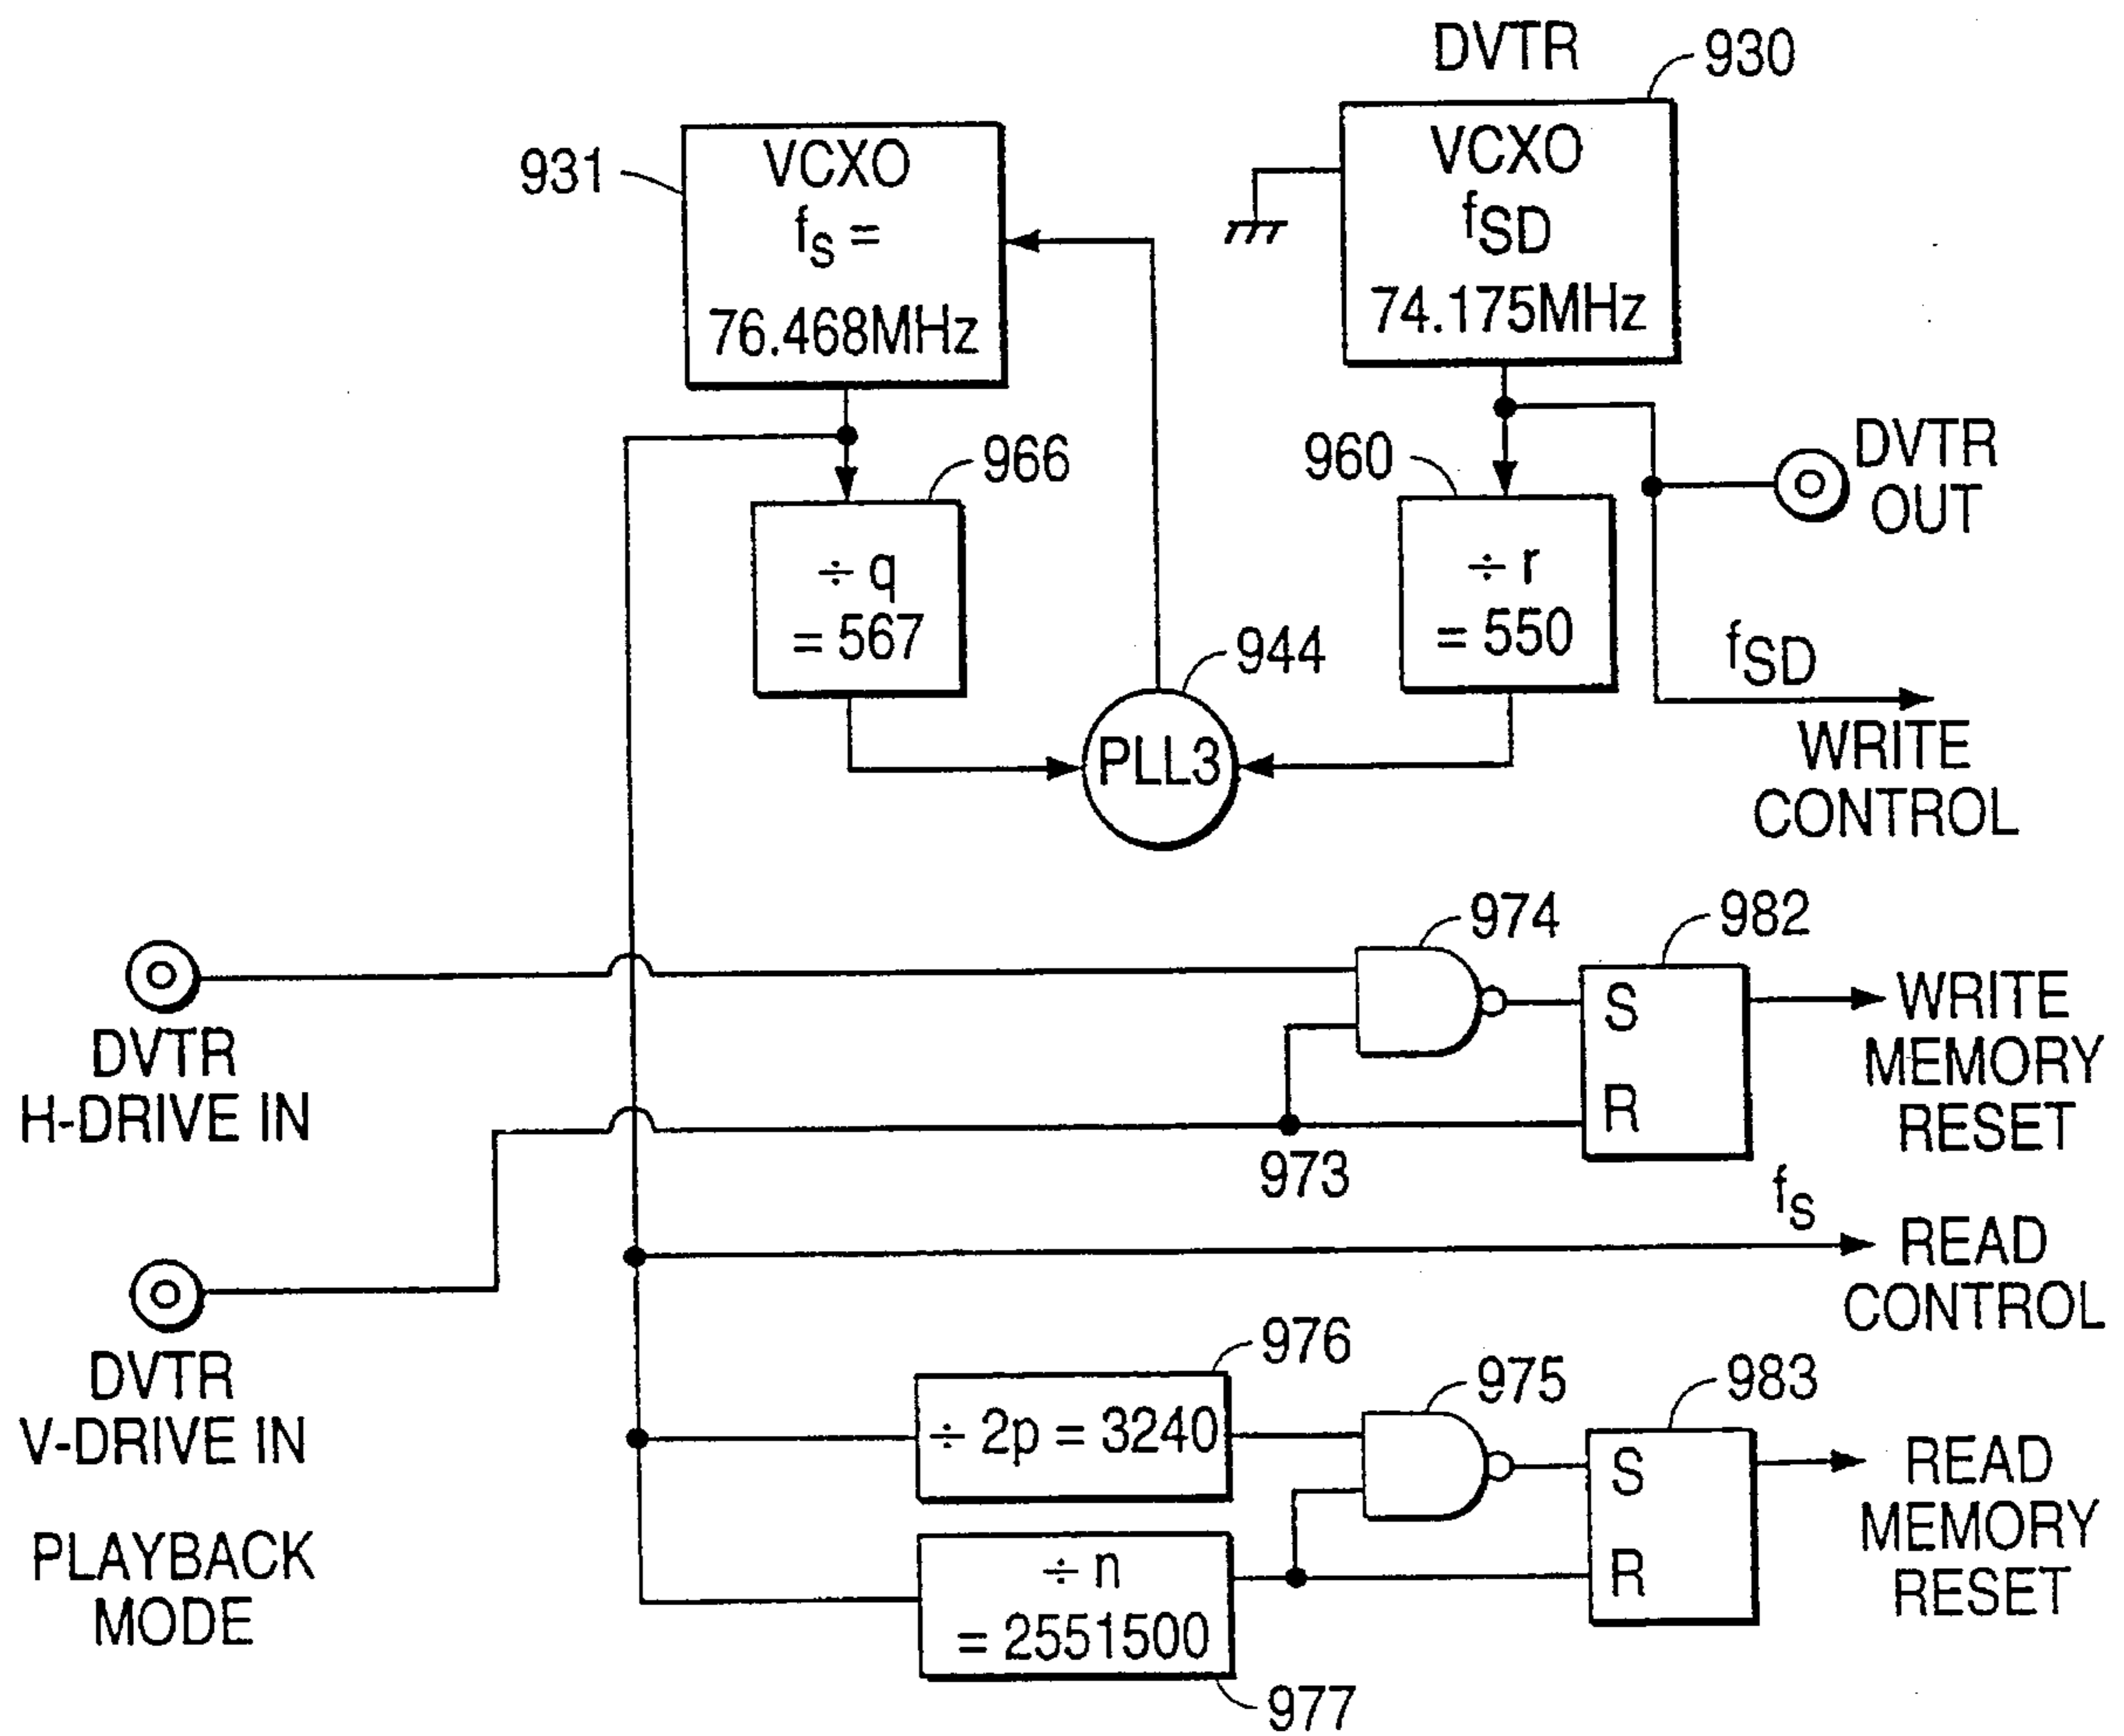 DVTR
930
931
VCXO
fS =
76.468MHz
VCXO
fSD
74.175MHz
966
960
DVTR
OUT
÷ q
= 567
÷ r
= 550
944
PLL3
fSD
WRITE
CONTROL
974
982
DVTR
H-DRIVE IN
S
R
WRITE
MEMORY
RESET
973
fS
READ
CONTROL
DVTR
V-DRIVE IN
976
975
983
÷ 2p = 3240
S
R
READ
MEMORY
RESET
PLAYBACK
MODE
÷ n
= 2551500
977